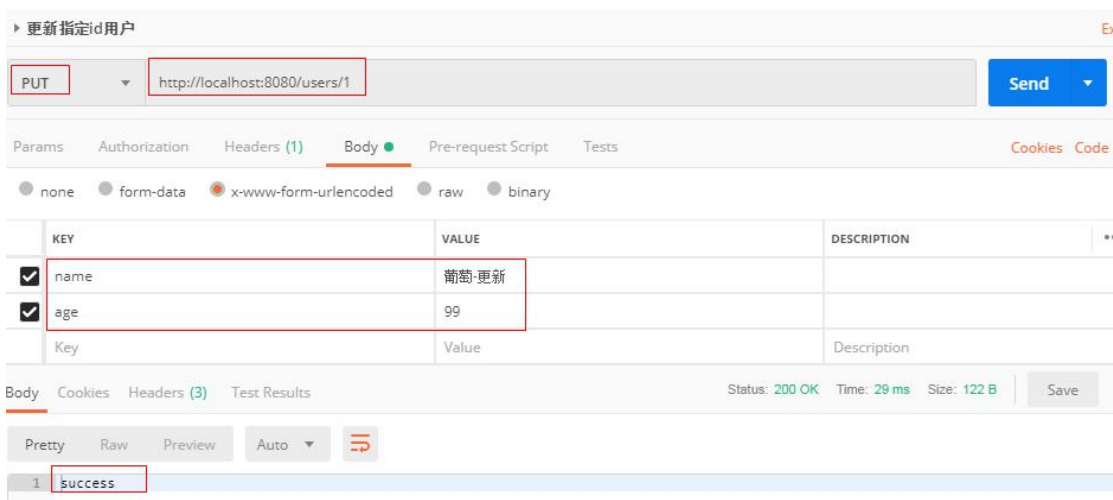 更新指定id用户 Ex
PUT http://localhost:8080/users/1 Send
Params Authorization Headers (1) Body Pre-request Script Tests Cookies Code
none form-data x-www-form-urlencoded raw binary
KEY VALUE DESCRIPTION
name 葡萄-更新
age 99
Key Value Description
Body Cookies Headers (3) Test Results Status: 200 OK Time: 29 ms Size: 122 B Save
Pretty Raw Preview Auto
1 success